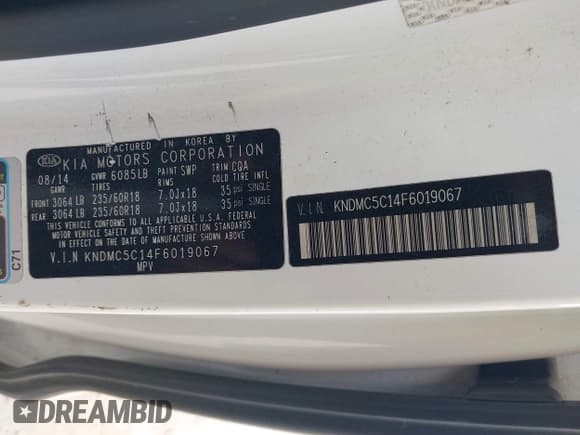 MANUFACTURED IN KOREA BY
KIA KIA MOTORS CORPORATION
08/14 GVWR 6085LB PAINT SWP TRIM CQA
GAWR TIRES RIMS COLD TIRE INFL
FRONT 3064 LB 235/60R18 7.0Jx18 35 psi SINGLE
REAR 3064 LB 235/60R18 7.0Jx18 35 psi SINGLE
THIS VEHICLE CONFORMS TO ALL APPLICABLE U.S.A. FEDERAL
MOTOR VEHICLE SAFETY AND THEFT PREVENTION STANDARDS
IN EFFECT ON THE DATE OF MANUFACTURE SHOWN ABOVE.
V.I.N KNDMC5C14F6019067
MPV
V.I.N. KNDMC5C14F6019067
C71
DREAMBID